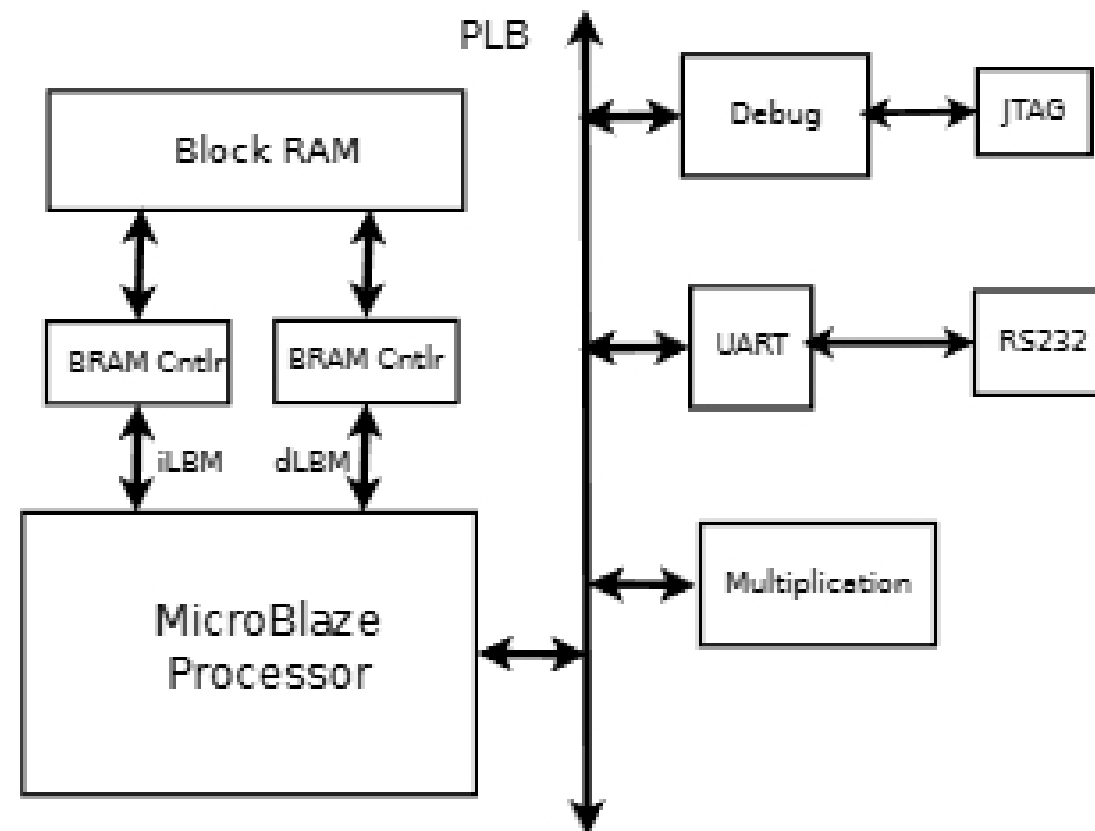 PLB
Block RAM
Debug
JTAG
BRAM Cntlr
BRAM Cntlr
UART
RS232
iLBM
dLBM
Multiplication
MicroBlaze
Processor